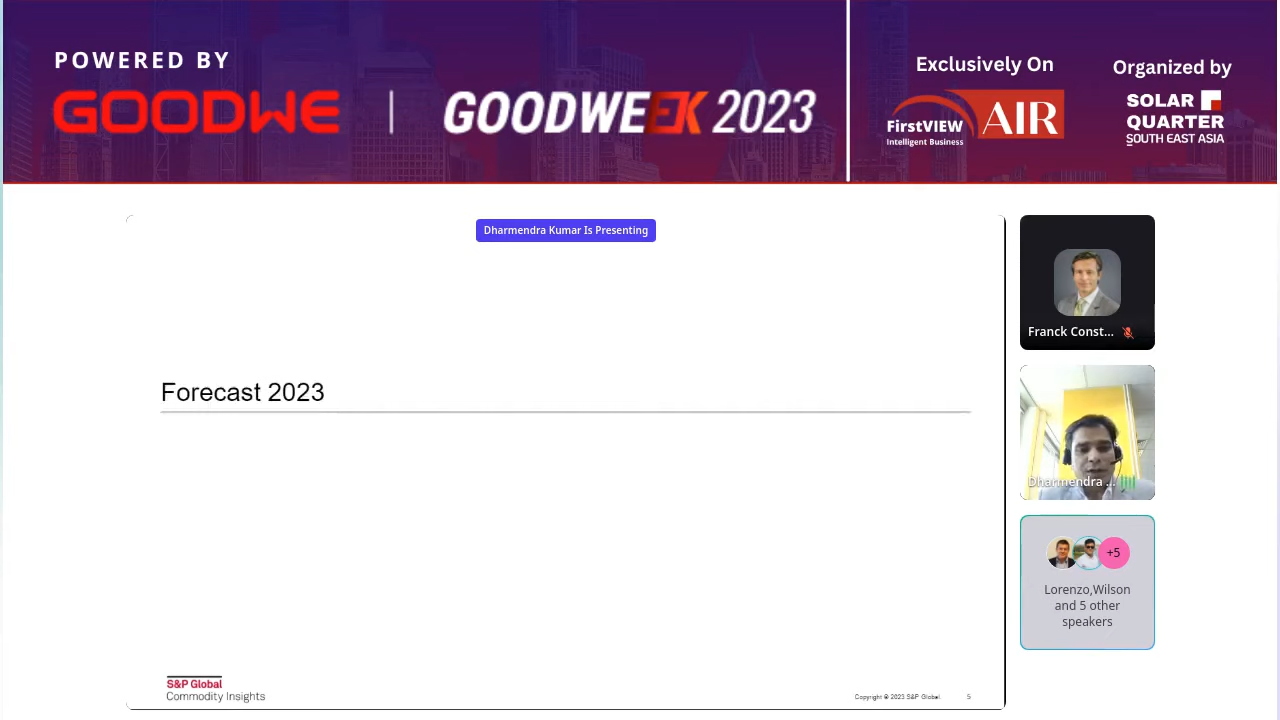 POWERED BY
GOODWE
GOODWEEK 2023
Exclusively On
FirstVIEW
Intelligent Business
AIR
Organized by
SOLAR
QUARTER
SOUTH EAST ASIA
Dharmendra Kumar Is Presenting
Forecast 2023
S&P Global
Commodity Insights
Copyright © 2023 S&P Global.
5
Franck Const...
Dharmendra ...
+5
Lorenzo,Wilson
and 5 other
speakers